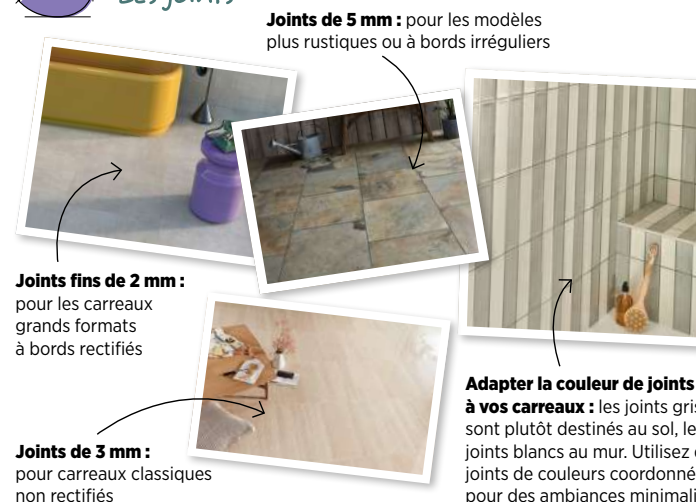 Les joints
Joints de 5 mm : pour les modèles
plus rustiques ou à bords irréguliers
Joints fins de 2 mm :
pour les carreaux
grands formats
à bords rectifiés
Joints de 3 mm :
pour carreaux classiques
non rectifiés
Adapter la couleur de joints
à vos carreaux : les joints gris
sont plutôt destinés au sol, le
joints blancs au mur. Utilisez
joints de couleurs coordonné
pour des ambiances minimali